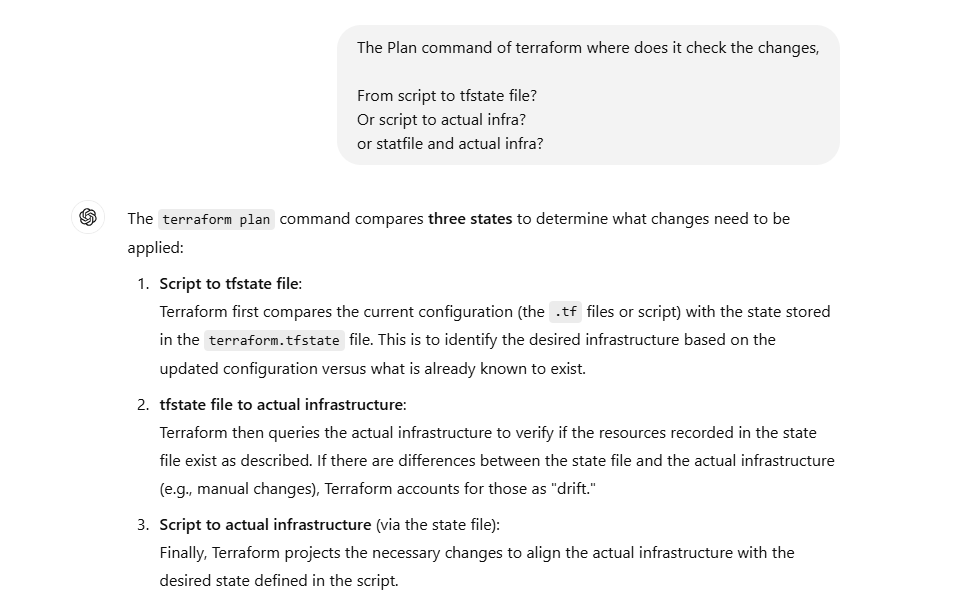 The Plan command of terraform where does it check the changes,
From script to tfstate file?
Or script to actual infra?
or statfile and actual infra?
The terraform plan command compares three states to determine what changes need to be
applied:
1. Script to tfstate file:
Terraform first compares the current configuration (the .tf files or script) with the state stored
in the terraform.tfstate file. This is to identify the desired infrastructure based on the
updated configuration versus what is already known to exist.
2. tfstate file to actual infrastructure:
Terraform then queries the actual infrastructure to verify if the resources recorded in the state
file exist as described. If there are differences between the state file and the actual infrastructure
(e.g., manual changes), Terraform accounts for those as "drift."
3. Script to actual infrastructure (via the state file):
Finally, Terraform projects the necessary changes to align the actual infrastructure with the
desired state defined in the script.